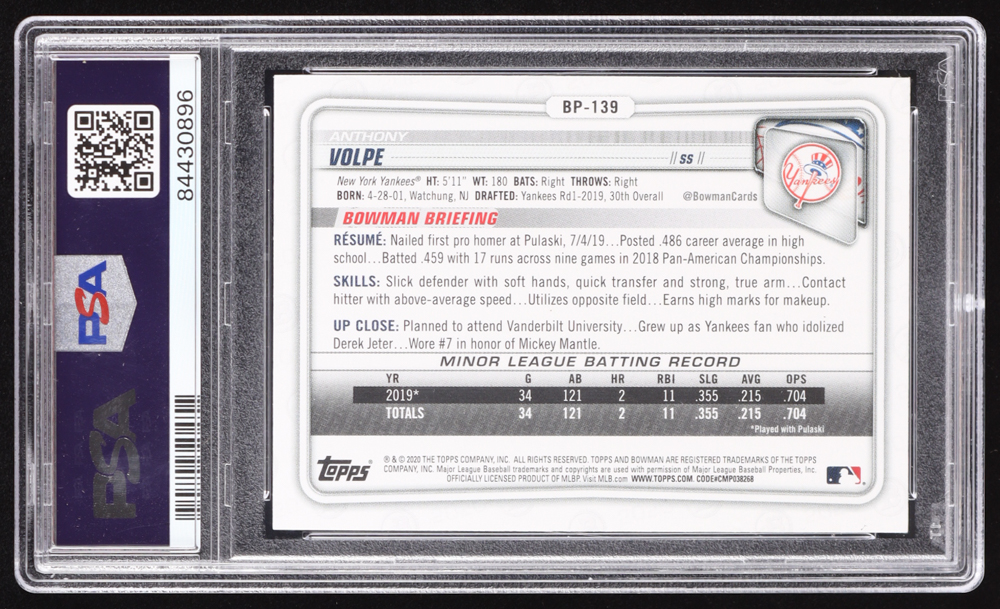 84430896
PSA
PSA
BP-139
ANTHONY
VOLPE // SS //
New York Yankees® HT: 5'11" WT: 180 BATS: Right THROWS: Right
BORN: 4-28-01, Watchung, NJ DRAFTED: Yankees Rd1-2019, 30th Overall @BowmanCards
Yankees
BOWMAN BRIEFING
RÉSUMÉ: Nailed first pro homer at Pulaski, 7/4/19...Posted .486 career average in high
school...Batted .459 with 17 runs across nine games in 2018 Pan-American Championships.
SKILLS: Slick defender with soft hands, quick transfer and strong, true arm...Contact
hitter with above-average speed...Utilizes opposite field...Earns high marks for makeup.
UP CLOSE: Planned to attend Vanderbilt University...Grew up as Yankees fan who idolized
Derek Jeter...Wore #7 in honor of Mickey Mantle.
MINOR LEAGUE BATTING RECORD
YR G AB HR RBI SLG AVG OPS
2019* 34 121 2 11 .355 .215 .704
TOTALS 34 121 2 11 .355 .215 .704
*Played with Pulaski
Topps®
® & © 2020 THE TOPPS COMPANY, INC. ALL RIGHTS RESERVED. TOPPS AND BOWMAN ARE REGISTERED TRADEMARKS OF THE TOPPS
COMPANY, INC. Major League Baseball trademarks and copyrights are used with permission of Major League Baseball Properties, Inc.
OFFICIALLY LICENSED PRODUCT OF MLBP. Visit MLB.com WWW.TOPPS.COM CODE#CMP038268